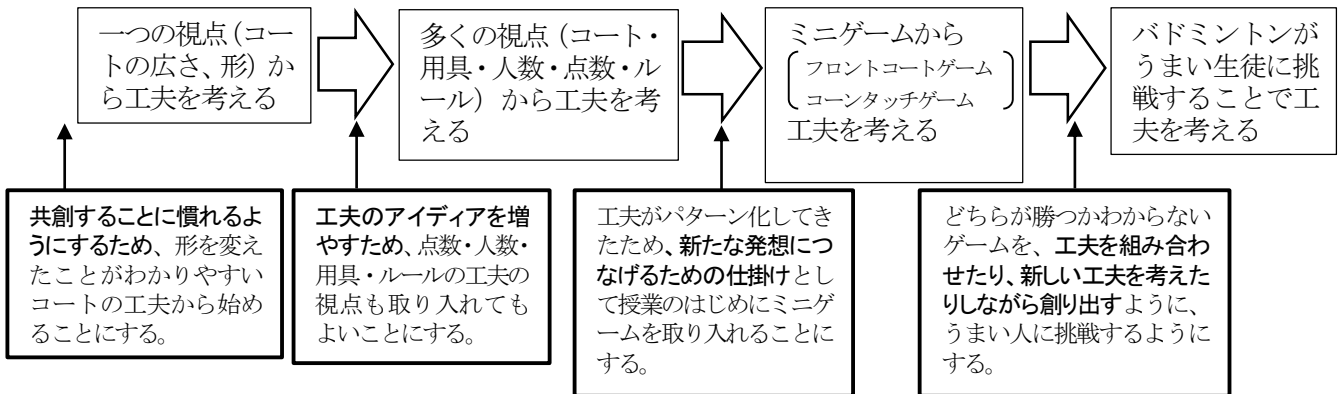 一つの視点（コー
トの広さ、形）か
ら工夫を考える
多くの視点（コート・
用具・人数・点数・ル
ール）から工夫を考
える
ミニゲームから
フロントコートゲーム
コーンタッチゲーム
工夫を考える
バドミントンが
うまい生徒に挑
戦することで工
夫を考える
共創することに慣れるよ
うにするため、形を変え
たことがわかりやすい
コートの工夫から始め
ることにする。
工夫のアイディアを増
やすため、点数・人数・
用具・ルールの工夫の
視点も取り入れても
よいことにする。
工夫がパターン化してき
たため、新たな発想につ
なげるための仕掛けとし
て授業のはじめにミニゲ
ームを取り入れることに
する。
どちらが勝つかわからない
ゲームを、工夫を組み合わ
せたり、新しい工夫を考えた
りしながら創り出すように、
うまい人に挑戦するように
する。